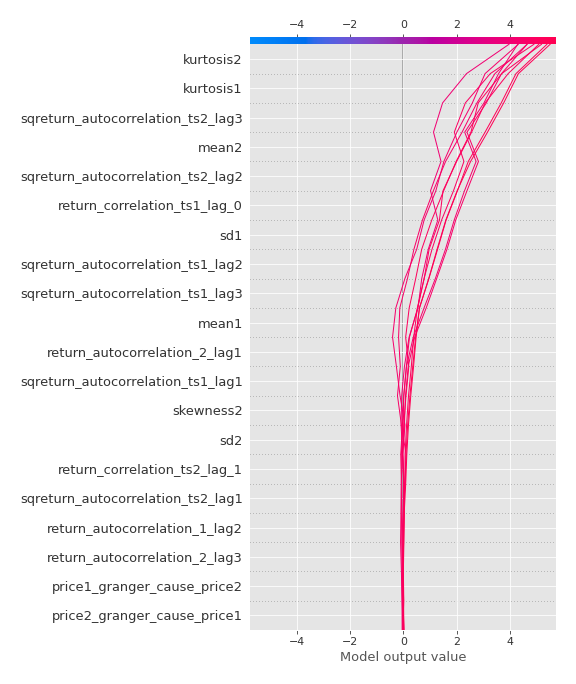 −4 −2 0 2 4
kurtosis2
kurtosis1
sqreturn_autocorrelation_ts2_lag3
mean2
sqreturn_autocorrelation_ts2_lag2
return_correlation_ts1_lag_0
sd1
sqreturn_autocorrelation_ts1_lag2
sqreturn_autocorrelation_ts1_lag3
mean1
return_autocorrelation_2_lag1
sqreturn_autocorrelation_ts1_lag1
skewness2
sd2
return_correlation_ts2_lag_1
sqreturn_autocorrelation_ts2_lag1
return_autocorrelation_1_lag2
return_autocorrelation_2_lag3
price1_granger_cause_price2
price2_granger_cause_price1
−4 −2 0 2 4
Model output value